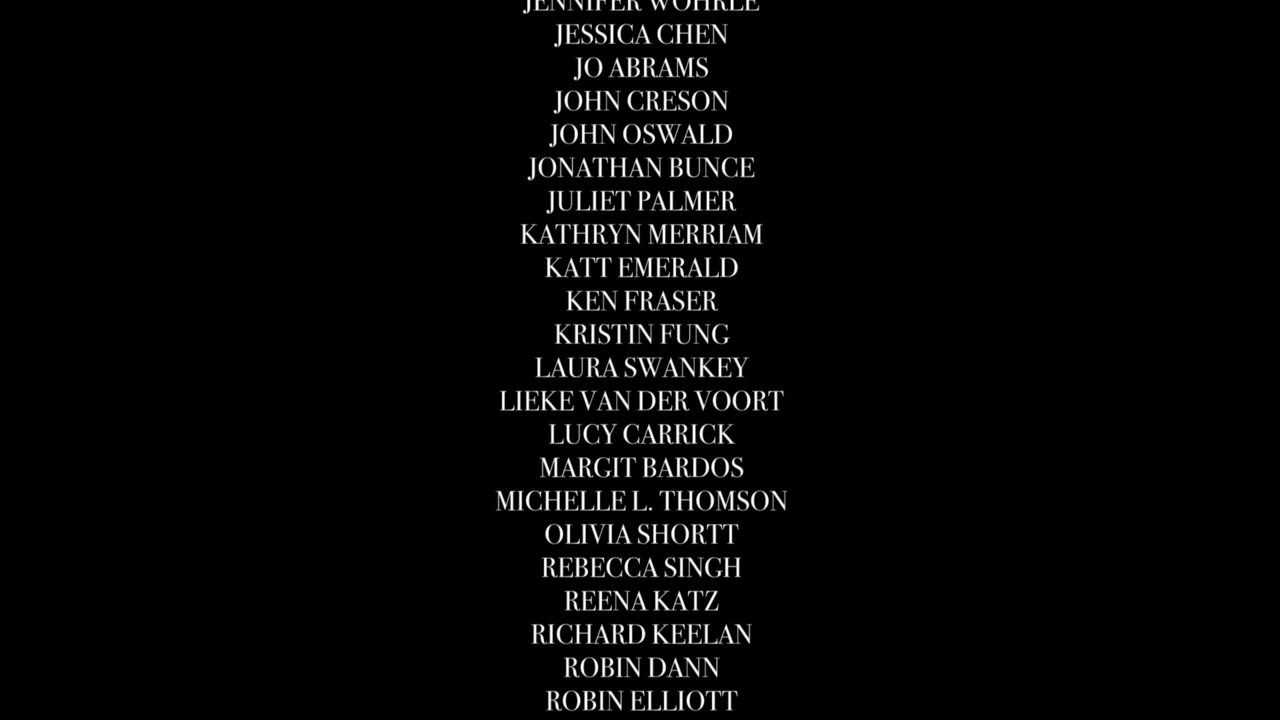 JENNIFER WOHRLE
JESSICA CHEN
JO ABRAMS
JOHN CRESON
JOHN OSWALD
JONATHAN BUNCE
JULIET PALMER
KATHRYN MERRIAM
KATT EMERALD
KEN FRASER
KRISTIN FUNG
LAURA SWANKEY
LIEKE VAN DER VOORT
LUCY CARRICK
MARGIT BARDOS
MICHELLE L. THOMSON
OLIVIA SHORTT
REBECCA SINGH
REENA KATZ
RICHARD KEELAN
ROBIN DANN
ROBIN ELLIOTT